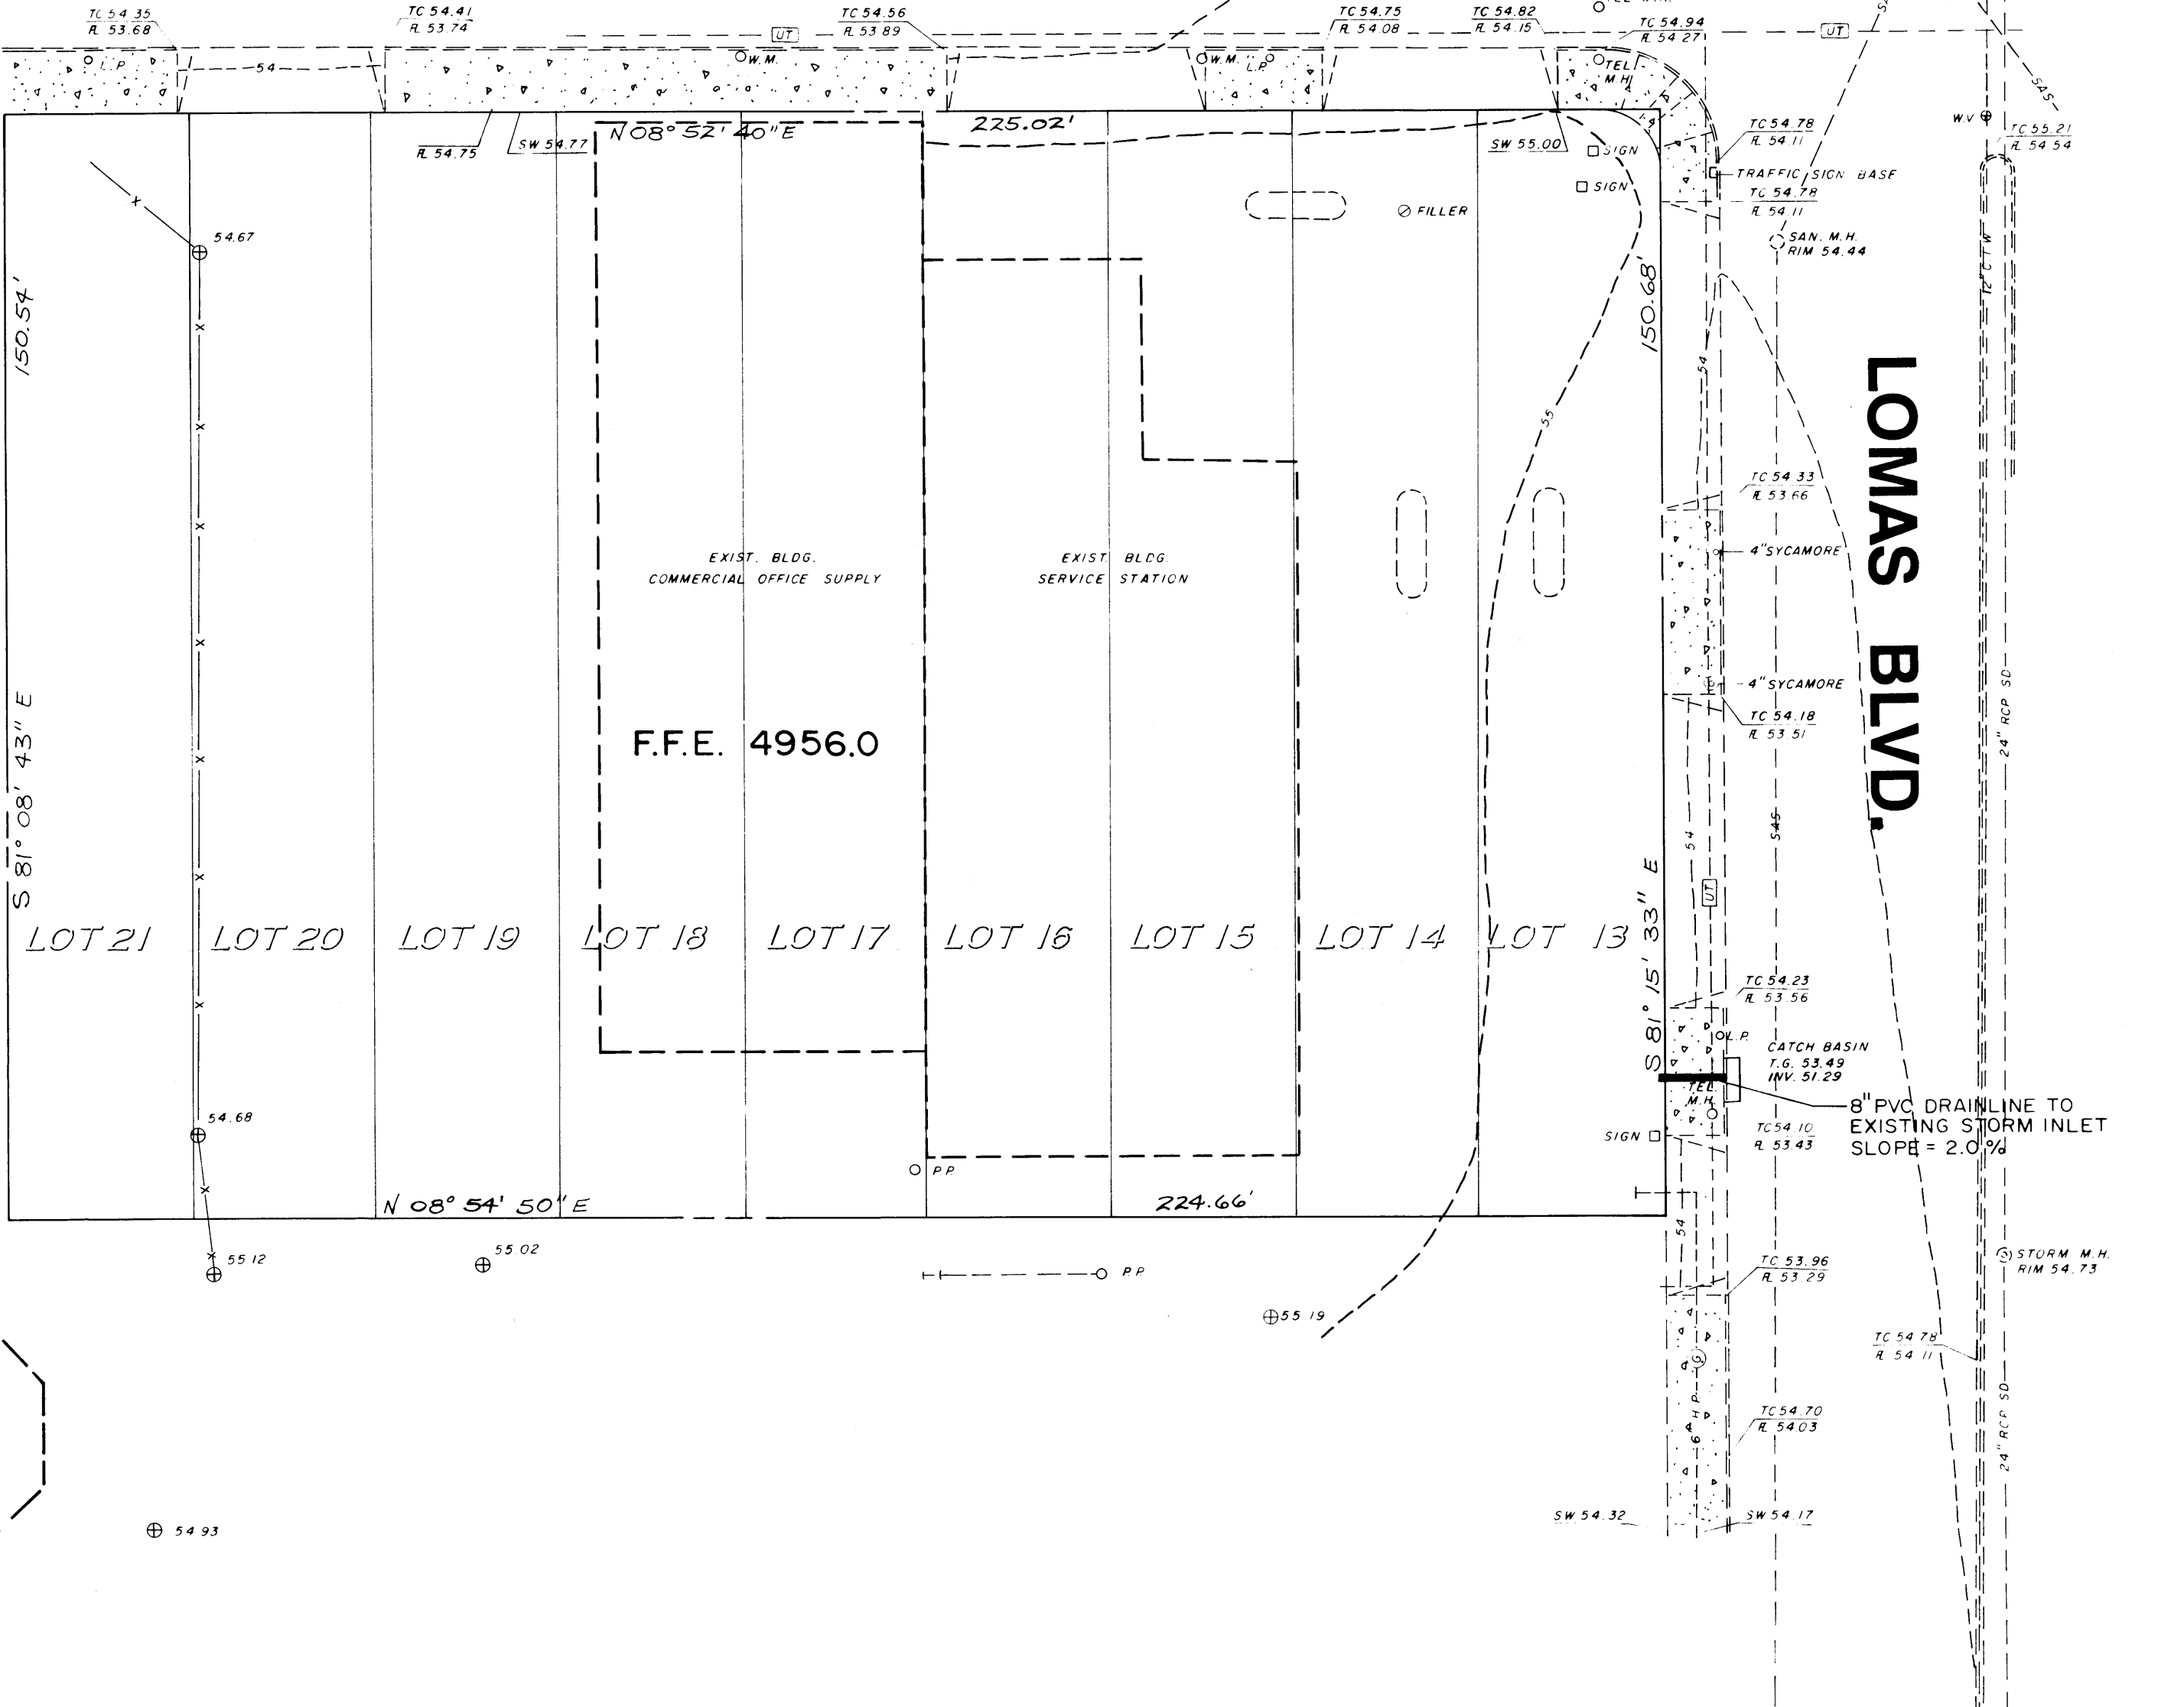 TC 54.35
FL 53.68
TC 54.41
FL 53.74
TC 54.56
FL 53.89
TC 54.75
FL 54.08
TC 54.82
FL 54.15
TC 54.94
FL 54.27
UT
UT
L.P.
54
W.M.
W.M.
L.P.
TEL
M.H.
SAS
W.V
TC 55.21
FL 54.54
FL 54.75
SW 54.77
N 08° 52' 40" E
225.02'
SW 55.00
SIGN
SIGN
FILLER
TC 54.78
FL 54.11
TRAFFIC SIGN BASE
TC 54.78
FL 54.11
SAN. M.H.
RIM 54.44
54.67
150.54'
150.68'
12" C.I.W
54
55
LOMAS BLVD.
TC 54.33
FL 53.66
4" SYCAMORE
EXIST. BLDG.
COMMERCIAL OFFICE SUPPLY
EXIST. BLDG.
SERVICE STATION
4" SYCAMORE
TC 54.18
FL 53.51
24" RCP SD
F.F.E. 4956.0
S 81° 08' 43" E
54
SAS
UT
S 81° 15' 33" E
LOT 21
LOT 20
LOT 19
LOT 18
LOT 17
LOT 16
LOT 15
LOT 14
LOT 13
TC 54.23
FL 53.56
L.P.
CATCH BASIN
T.G. 53.49
INV. 51.29
TEL.
M.H.
8" PVC DRAINLINE TO
EXISTING STORM INLET
SLOPE = 2.0 %
54.68
SIGN
TC 54.10
FL 53.43
P.P
N 08° 54' 50" E
224.66'
54
55.12
55.02
P.P.
55.19
TC 53.96
FL 53.29
STORM M.H.
RIM 54.73
TC 54.78
FL 54.11
G
6" H.P.
TC 54.70
FL 54.03
24" RCP SD
SW 54.32
SW 54.17
54.93